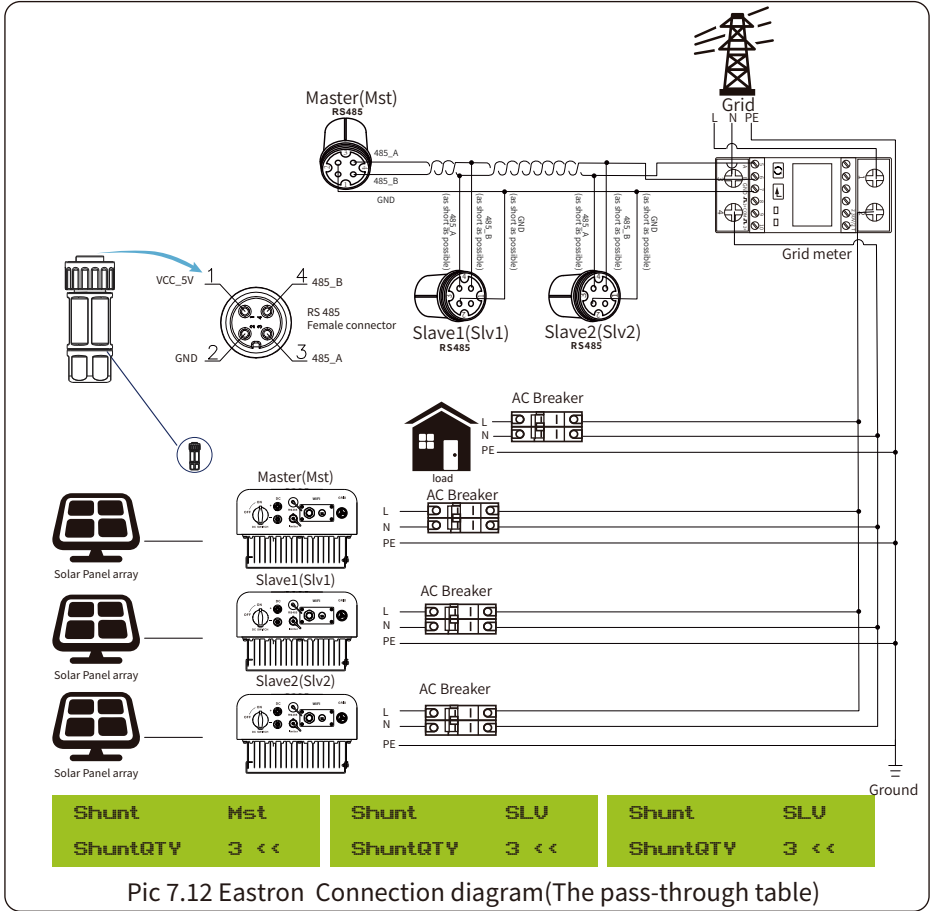 Grid
L N PE
Master(Mst)
RS485
485_A
485_B
GND
Grid meter
485_A
(as short as possible)
485_B
(as short as possible)
GND
(as short as possible)
485_A
(as short as possible)
485_B
(as short as possible)
GND
(as short as possible)
Slave1(Slv1)
RS485
Slave2(Slv2)
RS485
VCC_5V 1
4 485_B
RS 485
Female connector
GND 2
3 485_A
AC Breaker
L
N
PE
load
Master(Mst)
AC Breaker
L
N
PE
Solar Panel array
Slave1(Slv1)
AC Breaker
L
N
PE
Solar Panel array
Slave2(Slv2)
AC Breaker
L
N
PE
Solar Panel array
Ground
Shunt Mst
ShuntQTY 3 <<
Shunt SLV
ShuntQTY 3 <<
Shunt SLV
ShuntQTY 3 <<
Pic 7.12 Eastron Connection diagram(The pass-through table)